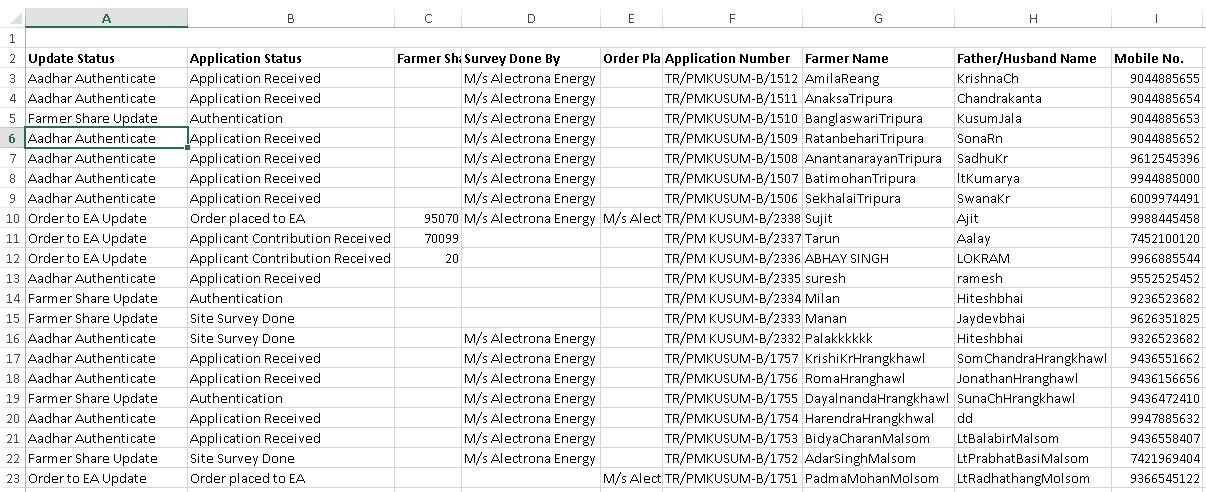 A B C D E F G H I
1
2 Update Status Application Status Farmer Sha Survey Done By Order Pla Application Number Farmer Name Father/Husband Name Mobile No.
3 Aadhar Authenticate Application Received M/s Alectrona Energy TR/PMKUSUM-B/1512 AmilaReang KrishnaCh 9044885655
4 Aadhar Authenticate Application Received M/s Alectrona Energy TR/PMKUSUM-B/1511 AnaksaTripura Chandrakanta 9044885654
5 Farmer Share Update Authentication M/s Alectrona Energy TR/PMKUSUM-B/1510 BanglaswariTripura KusumJala 9044885653
6 Aadhar Authenticate Application Received M/s Alectrona Energy TR/PMKUSUM-B/1509 RatanbehariTripura SonaRn 9044885652
7 Aadhar Authenticate Application Received M/s Alectrona Energy TR/PMKUSUM-B/1508 AnantanarayanTripura SadhuKr 9612545396
8 Aadhar Authenticate Application Received M/s Alectrona Energy TR/PMKUSUM-B/1507 BatimohanTripura ltKumarya 9944885000
9 Aadhar Authenticate Application Received M/s Alectrona Energy TR/PMKUSUM-B/1506 SekhalaiTripura SwanaKr 6009974491
10 Order to EA Update Order placed to EA 95070 M/s Alectrona Energy M/s Alect TR/PM KUSUM-B/2338 Sujit Ajit 9988445458
11 Order to EA Update Applicant Contribution Received 70099 TR/PM KUSUM-B/2337 Tarun Aalay 7452100120
12 Order to EA Update Applicant Contribution Received 20 TR/PM KUSUM-B/2336 ABHAY SINGH LOKRAM 9966885544
13 Aadhar Authenticate Application Received TR/PM KUSUM-B/2335 suresh ramesh 9552525452
14 Farmer Share Update Authentication TR/PM KUSUM-B/2334 Milan Hiteshbhai 9236523682
15 Farmer Share Update Site Survey Done TR/PM KUSUM-B/2333 Manan Jaydevbhai 9626351825
16 Aadhar Authenticate Site Survey Done M/s Alectrona Energy TR/PM KUSUM-B/2332 Palakkkkkk Hiteshbhai 9326523682
17 Aadhar Authenticate Application Received M/s Alectrona Energy TR/PMKUSUM-B/1757 KrishiKrHrangkhawl SomChandraHrangkhawl 9436551662
18 Aadhar Authenticate Application Received M/s Alectrona Energy TR/PMKUSUM-B/1756 RomaHranghawl JonathanHranghawl 9436156656
19 Farmer Share Update Authentication M/s Alectrona Energy TR/PMKUSUM-B/1755 DayalnandaHrangkhawl SunaChHrangkhawl 9436472410
20 Aadhar Authenticate Application Received M/s Alectrona Energy TR/PMKUSUM-B/1754 HarendraHrangkhwal dd 9947885632
21 Aadhar Authenticate Application Received M/s Alectrona Energy TR/PMKUSUM-B/1753 BidyaCharanMalsom LtBalabirMalsom 9436558407
22 Farmer Share Update Site Survey Done M/s Alectrona Energy TR/PMKUSUM-B/1752 AdarSinghMalsom LtPrabhatBasiMalsom 7421969404
23 Order to EA Update Order placed to EA M/s Alect TR/PMKUSUM-B/1751 PadmaMohanMolsom LtRadhathangMolsom 9366545122